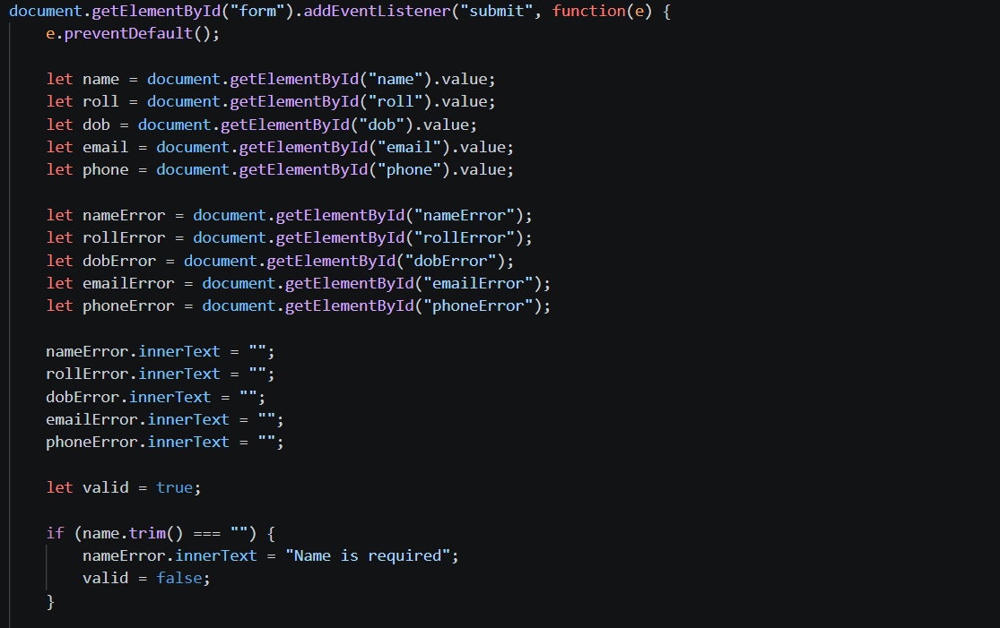 document.getElementById("form").addEventListener("submit", function(e) {
    e.preventDefault();

    let name = document.getElementById("name").value;
    let roll = document.getElementById("roll").value;
    let dob = document.getElementById("dob").value;
    let email = document.getElementById("email").value;
    let phone = document.getElementById("phone").value;

    let nameError = document.getElementById("nameError");
    let rollError = document.getElementById("rollError");
    let dobError = document.getElementById("dobError");
    let emailError = document.getElementById("emailError");
    let phoneError = document.getElementById("phoneError");

    nameError.innerText = "";
    rollError.innerText = "";
    dobError.innerText = "";
    emailError.innerText = "";
    phoneError.innerText = "";

    let valid = true;

    if (name.trim() === "") {
        nameError.innerText = "Name is required";
        valid = false;
    }